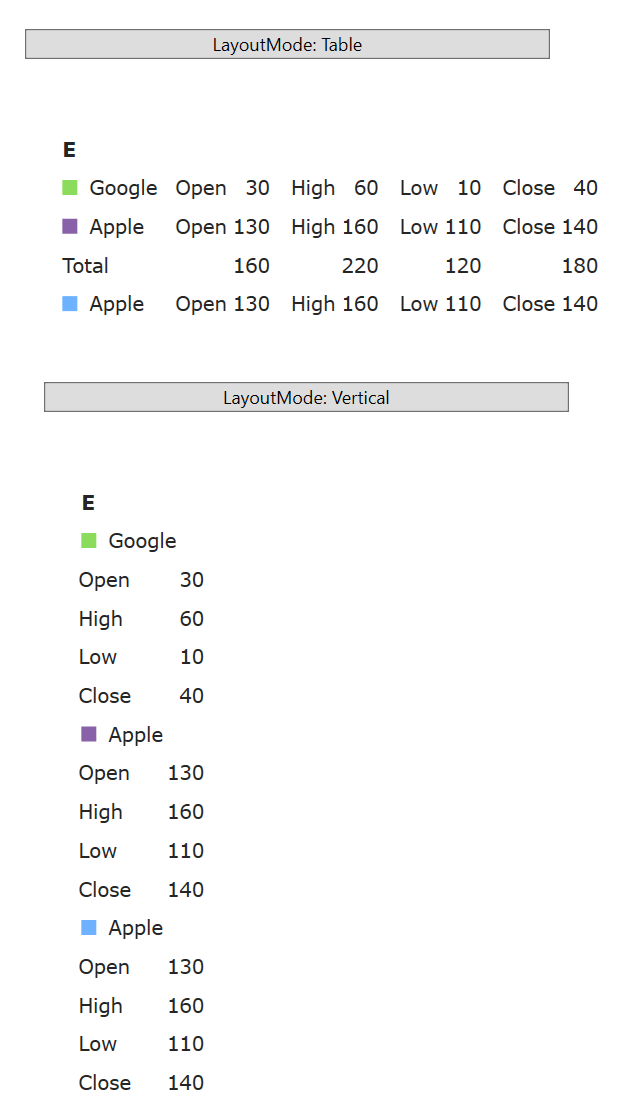 LayoutMode: Table
E
Google Open 30 High 60 Low 10 Close 40
Apple Open 130 High 160 Low 110 Close 140
Total 160 220 120 180
Apple Open 130 High 160 Low 110 Close 140
LayoutMode: Vertical
E
Google
Open 30
High 60
Low 10
Close 40
Apple
Open 130
High 160
Low 110
Close 140
Apple
Open 130
High 160
Low 110
Close 140